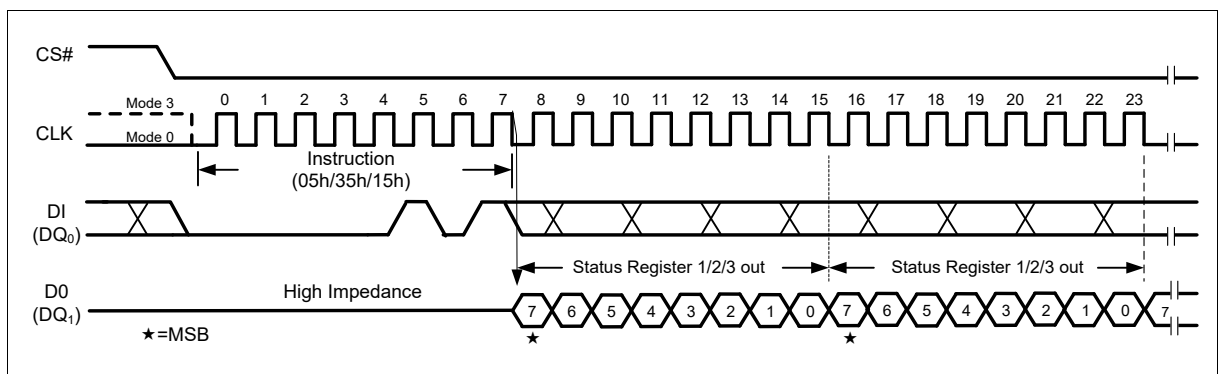 CS#
Mode 3
0 1 2 3 4 5 6 7 8 9 10 11 12 13 14 15 16 17 18 19 20 21 22 23
CLK
Mode 0
Instruction
(05h/35h/15h)
DI
(DQ₀)
Status Register 1/2/3 out Status Register 1/2/3 out
D0
(DQ₁)
High Impedance
7 6 5 4 3 2 1 0 7 6 5 4 3 2 1 0 7
★ ★
★=MSB